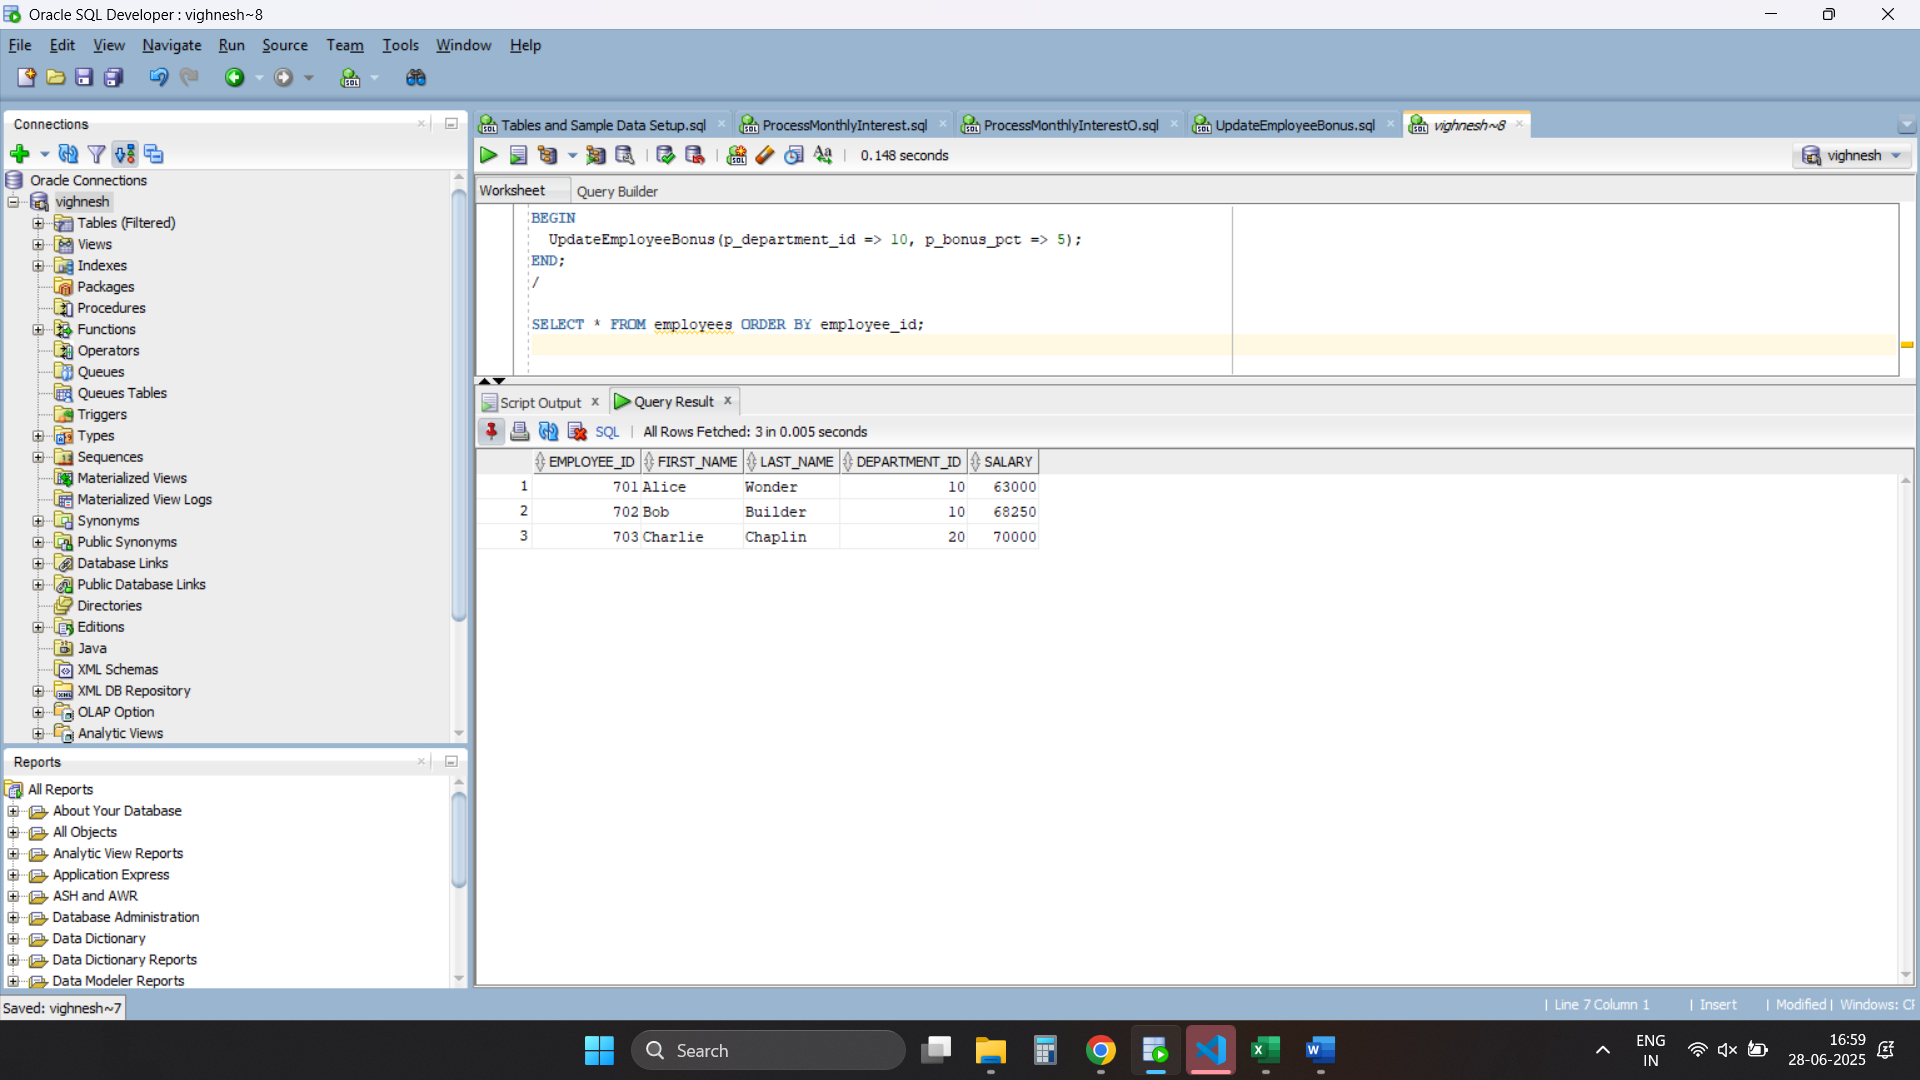 Oracle SQL Developer : vighnesh~8
File Edit View Navigate Run Source Team Tools Window Help
Connections
Oracle Connections
vighnesh
Tables (Filtered)
Views
Indexes
Packages
Procedures
Functions
Operators
Queues
Queues Tables
Triggers
Types
Sequences
Materialized Views
Materialized View Logs
Synonyms
Public Synonyms
Database Links
Public Database Links
Directories
Editions
Java
XML Schemas
XML DB Repository
OLAP Option
Analytic Views
Reports
All Reports
About Your Database
All Objects
Analytic View Reports
Application Express
ASH and AWR
Database Administration
Data Dictionary
Data Dictionary Reports
Data Modeler Reports
Tables and Sample Data Setup.sql ProcessMonthlyInterest.sql ProcessMonthlyInterestO.sql UpdateEmployeeBonus.sql vighnesh~8
0.148 seconds vighnesh
Worksheet Query Builder
BEGIN
UpdateEmployeeBonus(p_department_id => 10, p_bonus_pct => 5);
END;
/
SELECT * FROM employees ORDER BY employee_id;
Script Output Query Result
SQL All Rows Fetched: 3 in 0.005 seconds
EMPLOYEE_ID FIRST_NAME LAST_NAME DEPARTMENT_ID SALARY
1 701 Alice Wonder 10 63000
2 702 Bob Builder 10 68250
3 703 Charlie Chaplin 20 70000
Saved: vighnesh~7 Line 7 Column 1 Insert Modified Windows: Cl
Search ENG 16:59
IN 28-06-2025